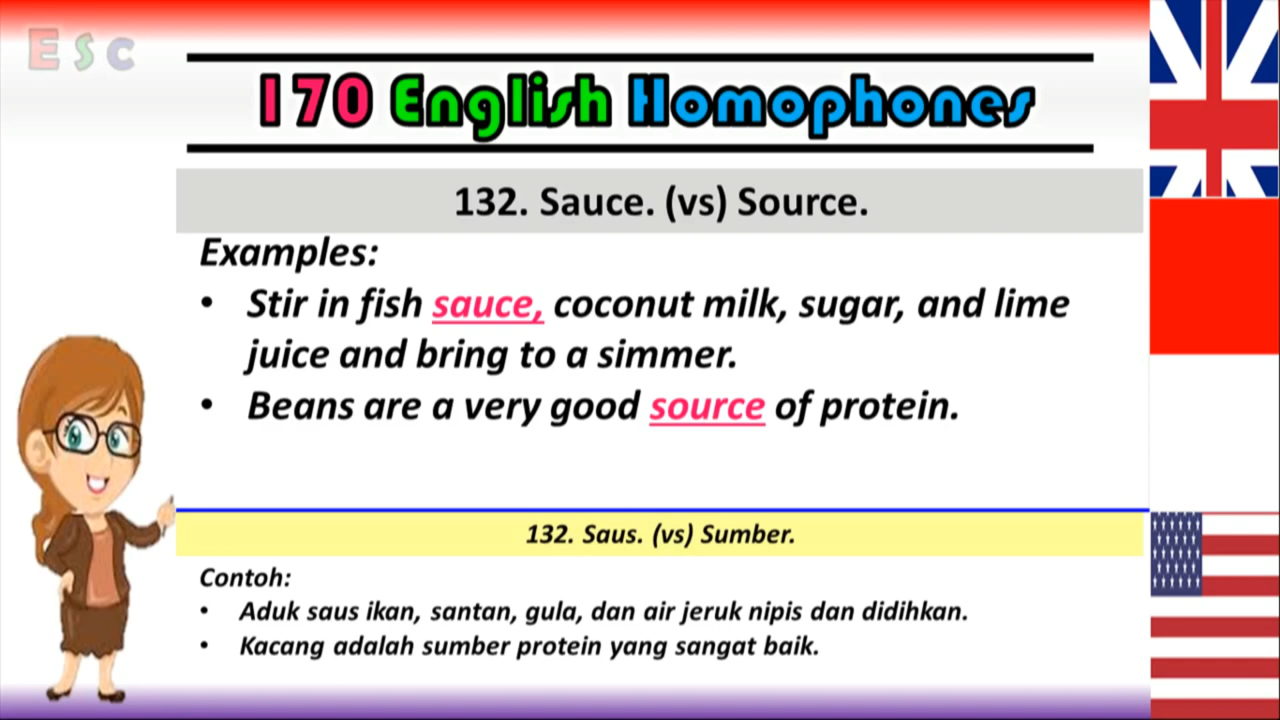 ESC
170 English Homophones
132. Sauce. (vs) Source.
Examples:
• Stir in fish sauce, coconut milk, sugar, and lime
juice and bring to a simmer.
• Beans are a very good source of protein.
132. Saus. (vs) Sumber.
Contoh:
• Aduk saus ikan, santan, gula, dan air jeruk nipis dan didihkan.
• Kacang adalah sumber protein yang sangat baik.